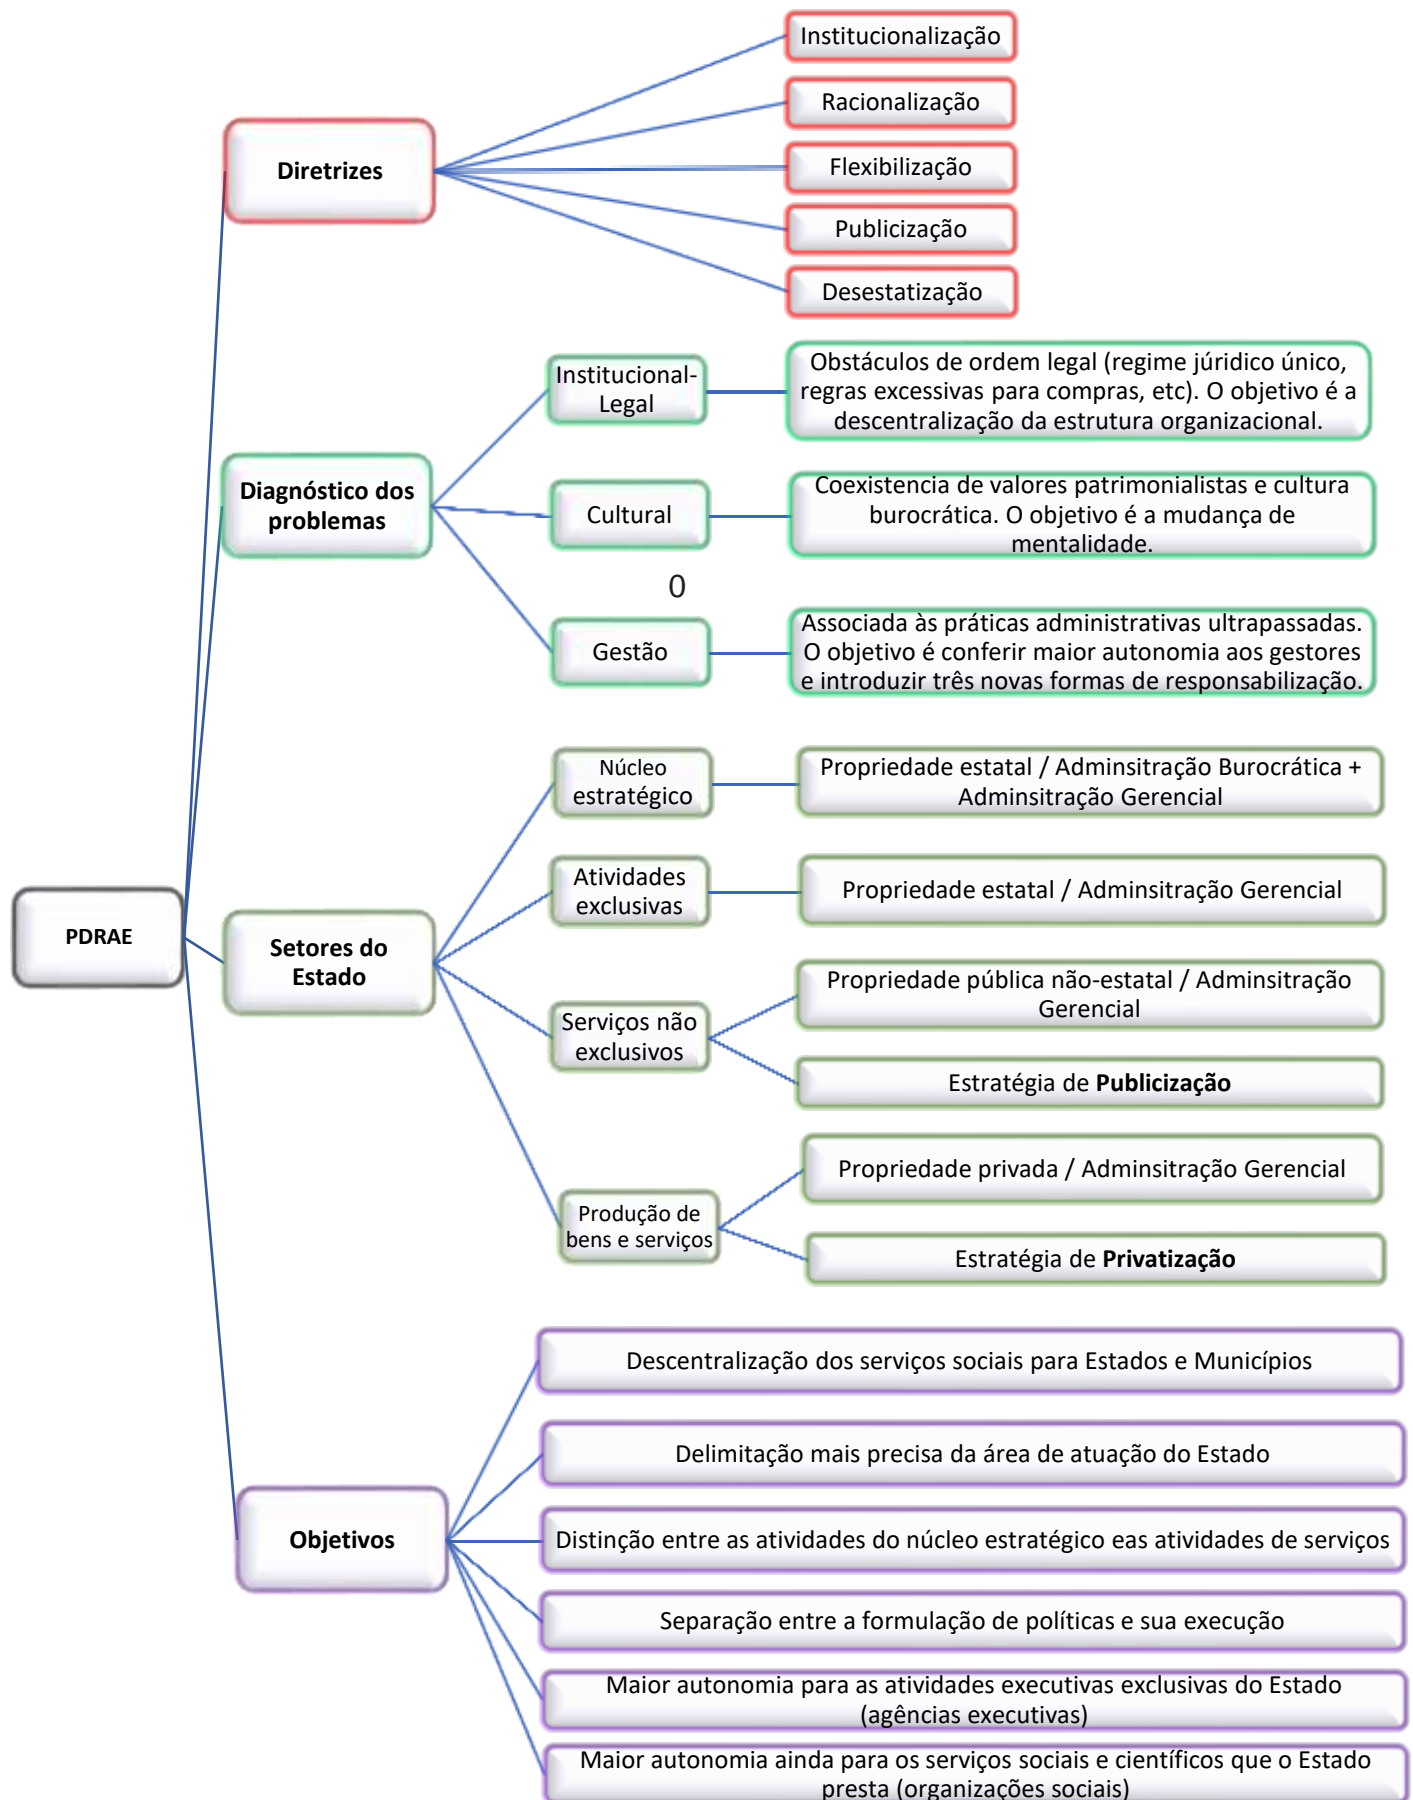 Institucionalização
Racionalização
Diretrizes
Flexibilização
Publicização
Desestatização
Institucional-
Legal
Obstáculos de ordem legal (regime júridico único,
regras excessivas para compras, etc). O objetivo é a
descentralização da estrutura organizacional.
Diagnóstico dos
problemas
Cultural
Coexistencia de valores patrimonialistas e cultura
burocrática. O objetivo é a mudança de
mentalidade.
0
Gestão
Associada às práticas administrativas ultrapassadas.
O objetivo é conferir maior autonomia aos gestores
e introduzir três novas formas de responsabilização.
PDRAE
Setores do
Estado
Núcleo
estratégico
Propriedade estatal / Adminsitração Burocrática +
Adminsitração Gerencial
Atividades
exclusivas
Propriedade estatal / Adminsitração Gerencial
Serviços não
exclusivos
Propriedade pública não-estatal / Adminsitração
Gerencial
Estratégia de Publicização
Produção de
bens e serviços
Propriedade privada / Adminsitração Gerencial
Estratégia de Privatização
Objetivos
Descentralização dos serviços sociais para Estados e Municípios
Delimitação mais precisa da área de atuação do Estado
Distinção entre as atividades do núcleo estratégico eas atividades de serviços
Separação entre a formulação de políticas e sua execução
Maior autonomia para as atividades executivas exclusivas do Estado
(agências executivas)
Maior autonomia ainda para os serviços sociais e científicos que o Estado
presta (organizações sociais)